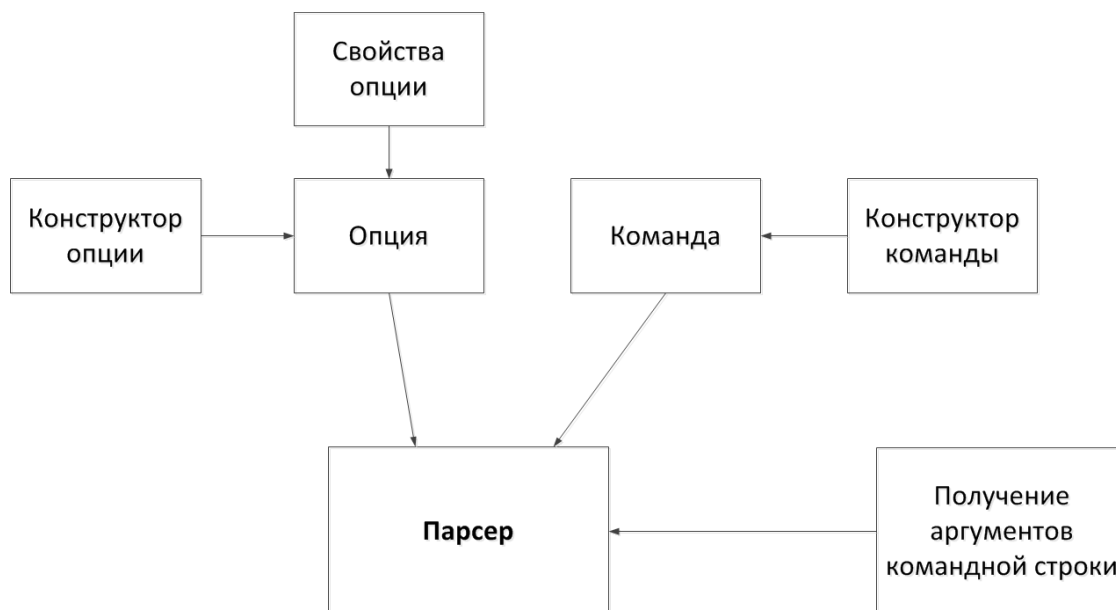 Свойства
опции
Конструктор
опции
Опция
Команда
Конструктор
команды
Парсер
Получение
аргументов
командной строки